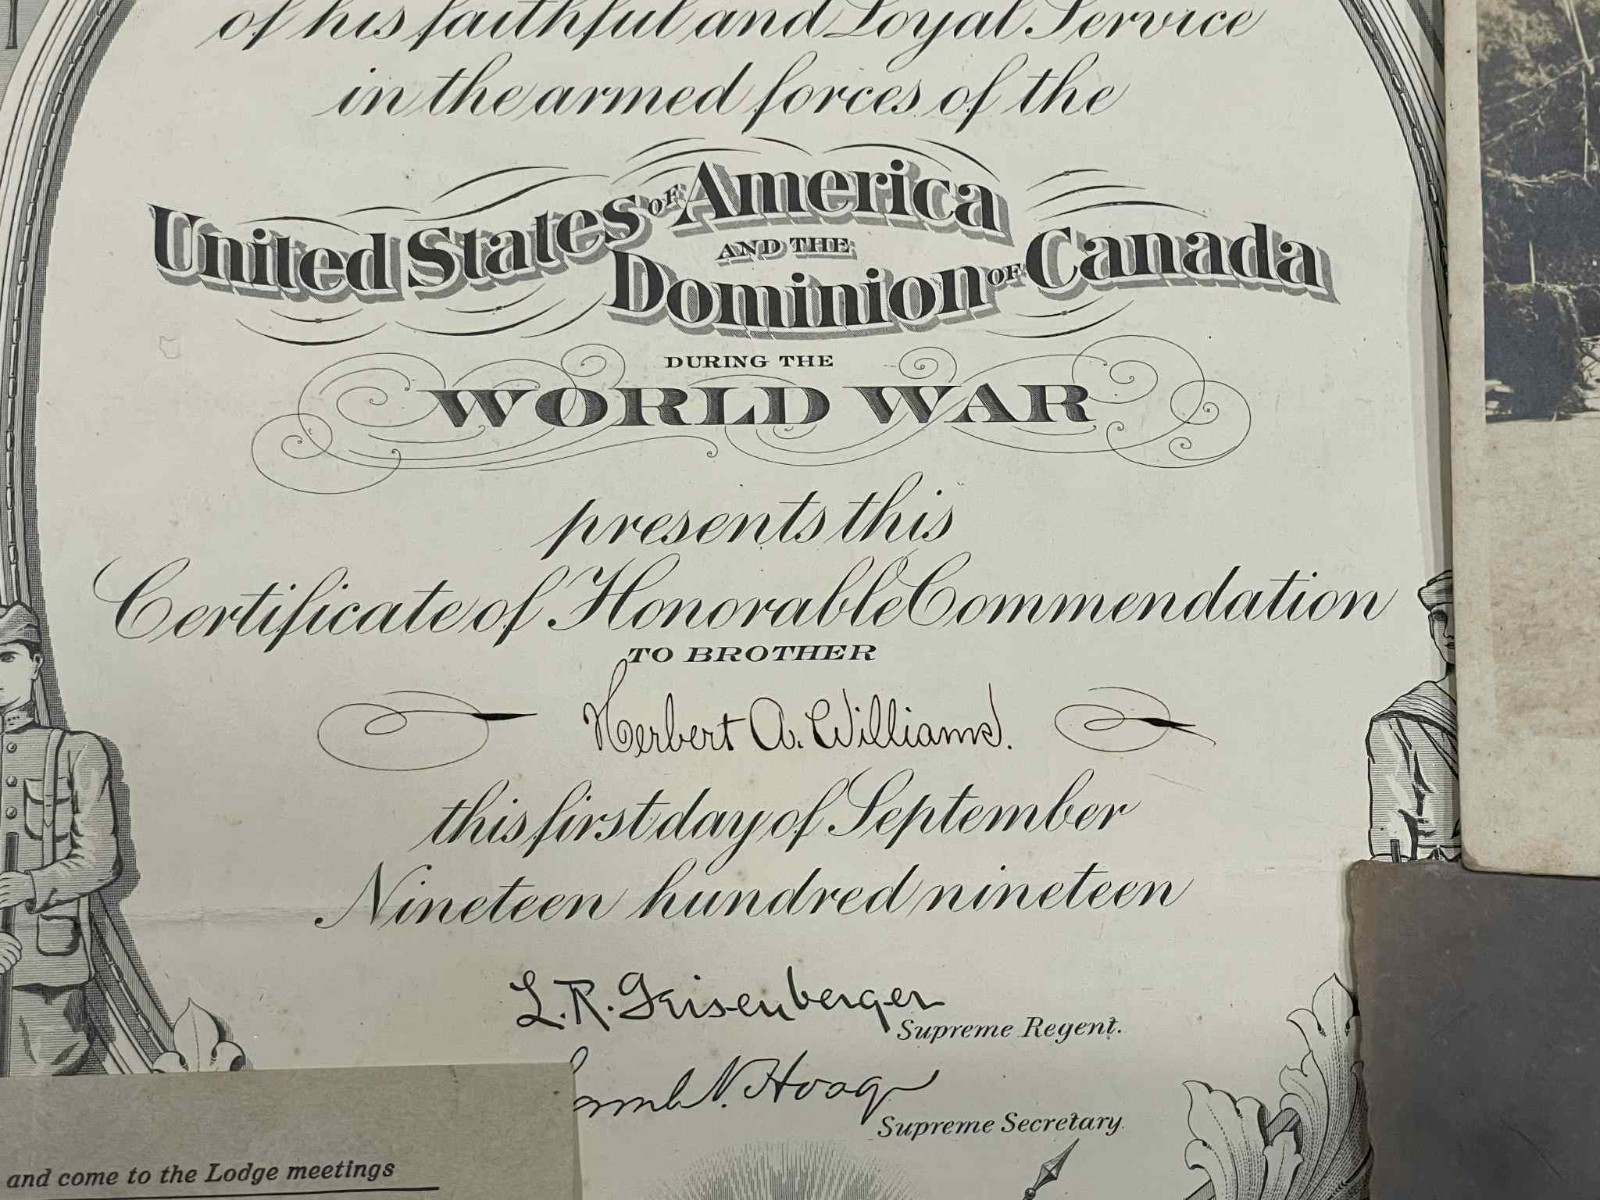 of his faithful and Loyal Service
in the armed forces of the
United States OF America
AND THE
Dominion OF Canada
DURING THE
WORLD WAR
presents this
Certificate of Honorable Commendation
TO BROTHER
Herbert A. Williams.
this first day of September
Nineteen hundred nineteen
L. R. Geisenberger
Supreme Regent.
N. Hoag
Supreme Secretary.
and come to the Lodge meetings